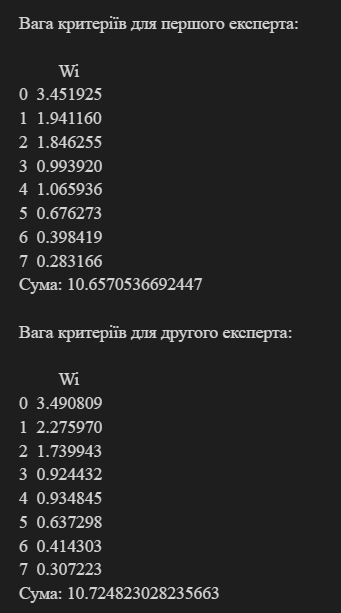 Вага критеріїв для першого експерта:
Wi
0 3.451925
1 1.941160
2 1.846255
3 0.993920
4 1.065936
5 0.676273
6 0.398419
7 0.283166
Сума: 10.6570536692447
Вага критеріїв для другого експерта:
Wi
0 3.490809
1 2.275970
2 1.739943
3 0.924432
4 0.934845
5 0.637298
6 0.414303
7 0.307223
Сума: 10.724823028235663